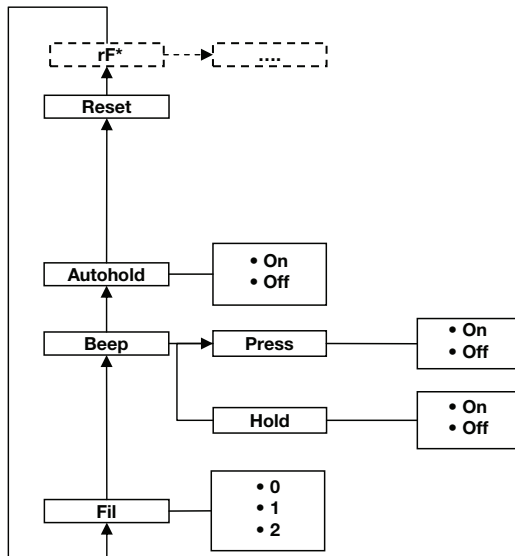 rF*
....
Reset
Autohold
• On
• Off
Beep
Press
• On
• Off
Hold
• On
• Off
Fil
• 0
• 1
• 2